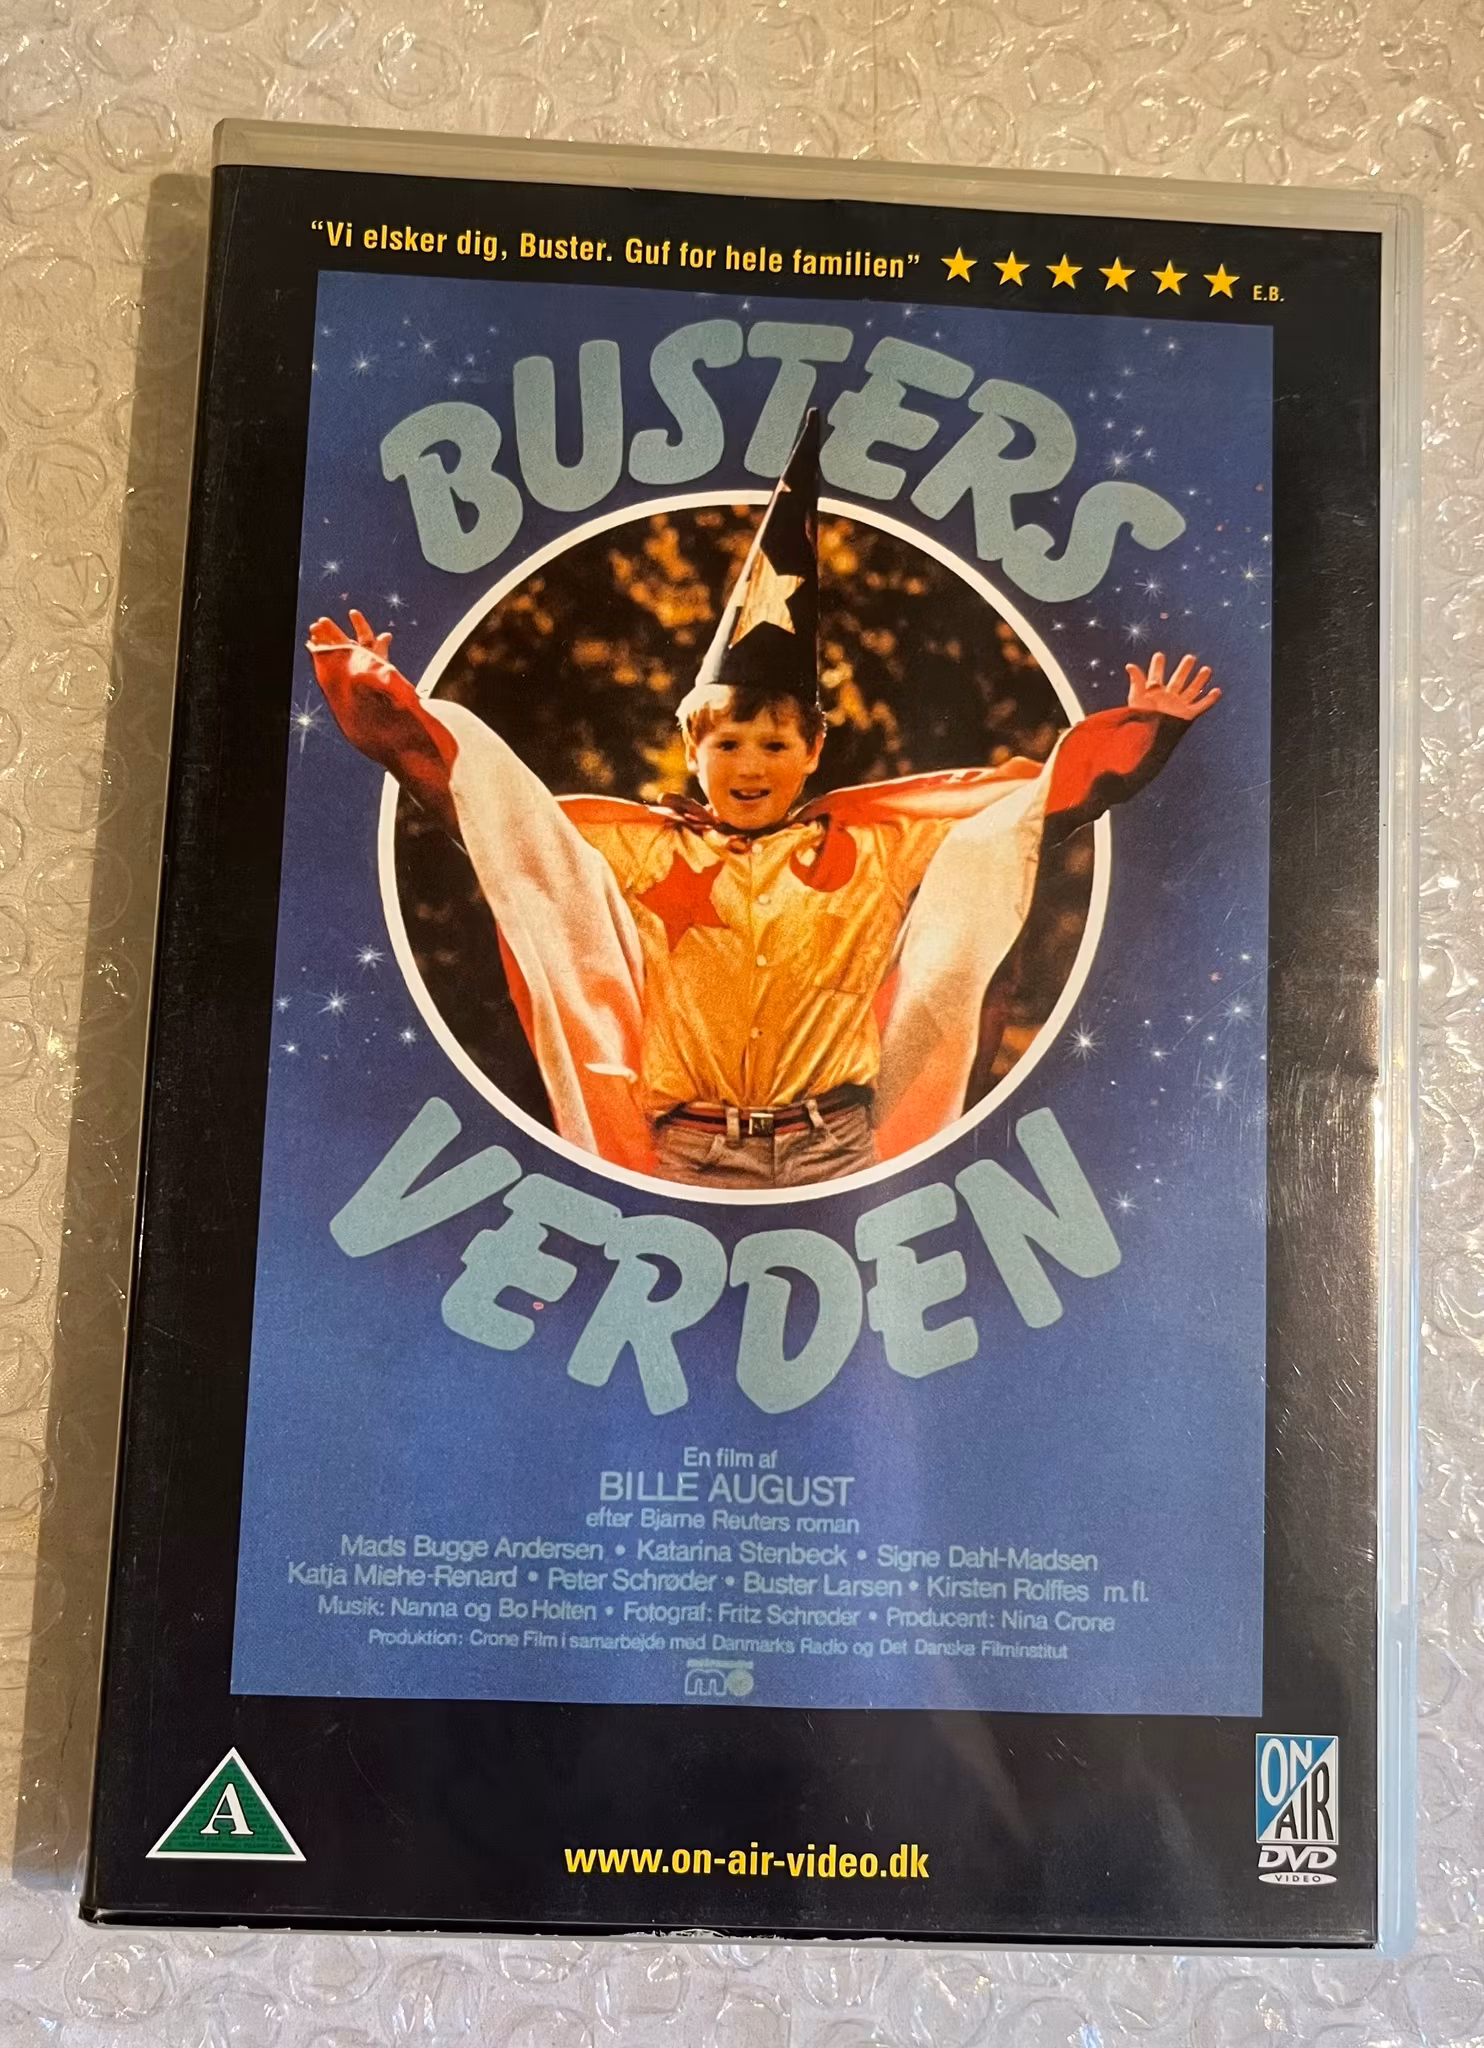 “Vi elsker dig, Buster. Guf for hele familien” ★★★★★★ E.B.
BUSTERS
VERDEN
En film af
BILLE AUGUST
efter Bjarne Reuters roman
Mads Bugge Andersen • Katarina Stenbeck • Signe Dahl-Madsen
Katja Miehe-Renard • Peter Schrøder • Buster Larsen • Kirsten Rolffes m.fl.
Musik: Nanna og Bo Holten • Fotograf: Fritz Schrøder • Producent: Nina Crone
Produktion: Crone Film i samarbejde med Danmarks Radio og Det Danske Filminstitut
A
www.on-air-video.dk
ON
AIR
DVD
VIDEO